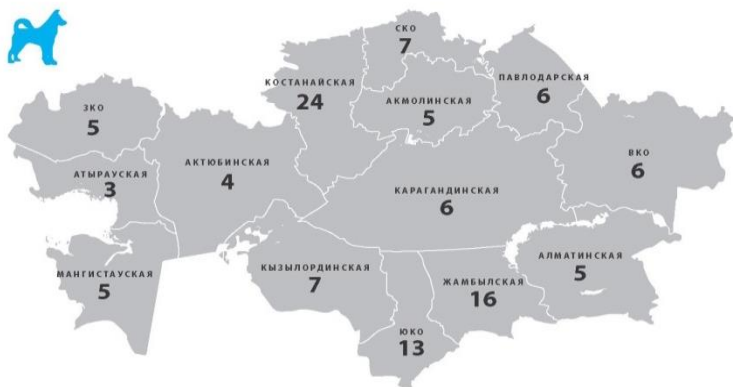 СКО
7
КОСТАНАЙСКАЯ
24
ПАВЛОДАРСКАЯ
6
АКМОЛИНСКАЯ
5
ЗКО
5
АКТЮБИНСКАЯ
4
ВКО
6
АТЫРАУСКАЯ
3
КАРАГАНДИНСКАЯ
6
МАНГИСТАУСКАЯ
5
КЫЗЫЛОРДИНСКАЯ
7
ЖАМБЫЛСКАЯ
16
АЛМАТИНСКАЯ
5
ЮКО
13